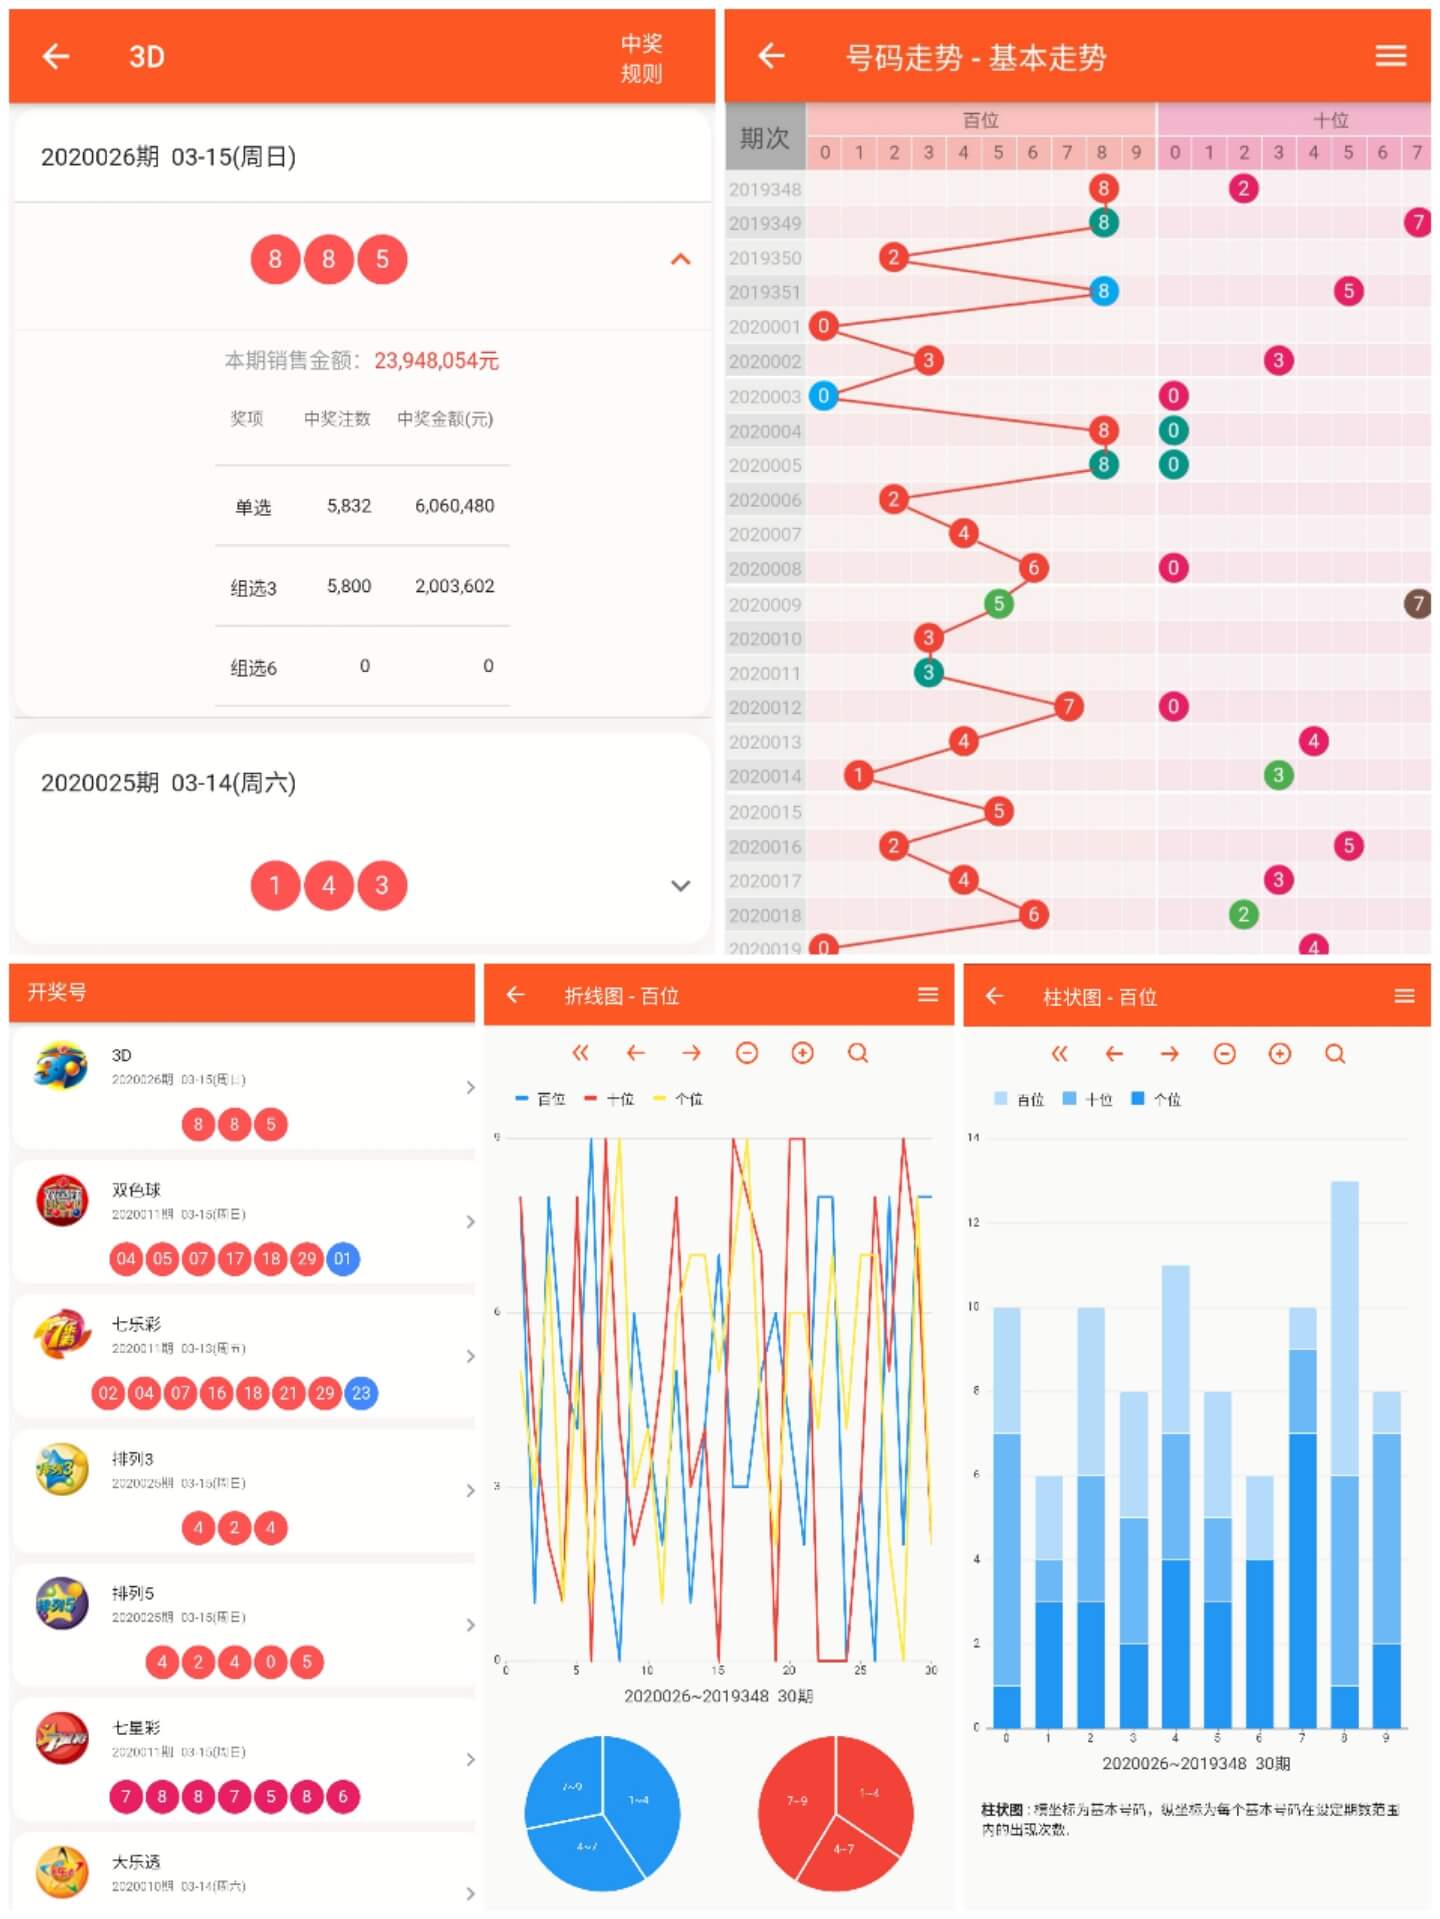 3D
中奖
规则
2020026期 03-15(周日)
8 8 5
本期销售金额：23,948,054元
奖项 中奖注数 中奖金额(元)
单选 5,832 6,060,480
组选3 5,800 2,003,602
组选6 0 0
2020025期 03-14(周六)
1 4 3
号码走势 - 基本走势
期次 百位 十位
0 1 2 3 4 5 6 7 8 9 0 1 2 3 4 5 6 7
2019348 8 2
2019349 8 7
2019350 2
2019351 8 5
2020001 0
2020002 3 3
2020003 0 0
2020004 8 0
2020005 8 0
2020006 2
2020007 4
2020008 6 0
2020009 5 7
2020010 3
2020011 3
2020012 7 0
2020013 4 4
2020014 1 3
2020015 5
2020016 2 5
2020017 4 3
2020018 6 2
2020019 0 4
开奖号
3D
2020026期 03-15(周日)
8 8 5
双色球
2020011期 03-15(周日)
04 05 07 17 18 29 01
七乐彩
2020011期 03-13(周五)
02 04 07 16 18 21 29 23
排列3
排列3
2020025期 03-15(周日)
4 2 4
排列5
排列5
2020025期 03-15(周日)
4 2 4 0 5
七星彩
2020011期 03-15(周日)
7 8 8 7 5 8 6
大乐透
2020010期 03-14(周六)
折线图 - 百位
百位 十位 个位
9
6
3
0
0 5 10 15 20 25 30
2020026~2019348 30期
7~9 1~4
4~7
7~9 1~4
4~7
柱状图 - 百位
百位 十位 个位
14
12
10
8
6
4
2
0
0 1 2 3 4 5 6 7 8 9
2020026~2019348 30期
柱状图：横坐标为基本号码，纵坐标为每个基本号码在设定期数范围
内的出现次数.